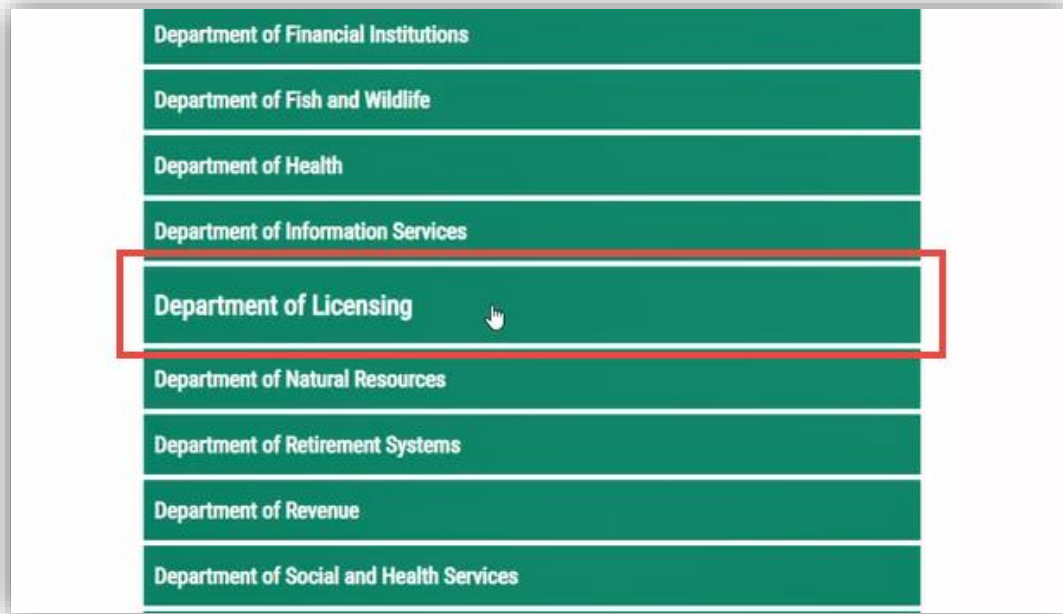 Department of Financial Institutions
Department of Fish and Wildlife
Department of Health
Department of Information Services
Department of Licensing
Department of Natural Resources
Department of Retirement Systems
Department of Revenue
Department of Social and Health Services